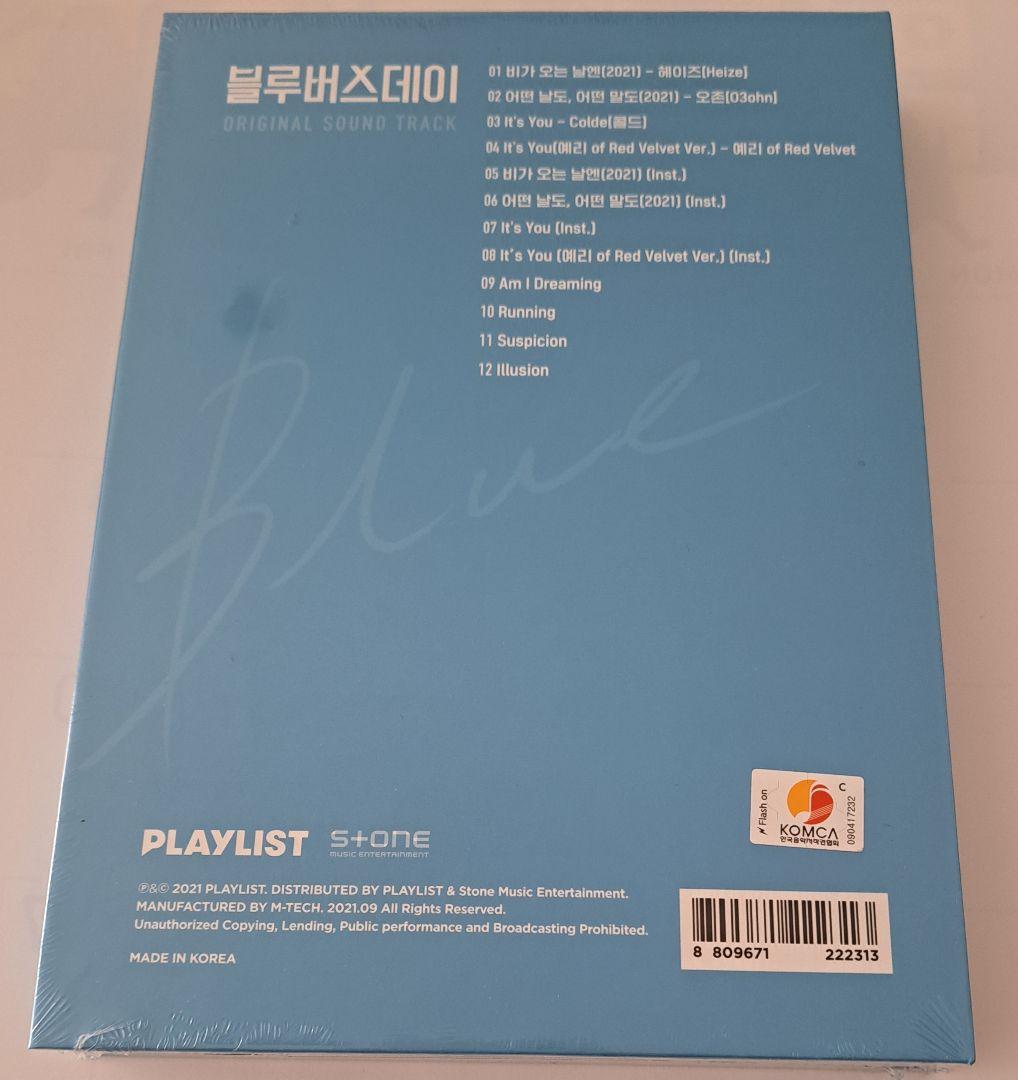 블루버스데이
ORIGINAL SOUND TRACK
01 비가 오는 날엔(2021) - 헤이즈[Heize]
02 어떤 날도, 어떤 말도(2021) - 오존[O3ohn]
03 It's You - Colde[콜드]
04 It's You[예리 of Red Velvet Ver.] - 예리 of Red Velvet
05 비가 오는 날엔(2021) [Inst.]
06 어떤 날도, 어떤 말도(2021) [Inst.]
07 It's You [Inst.]
08 It's You [예리 of Red Velvet Ver.] [Inst.]
09 Am I Dreaming
10 Running
11 Suspicion
12 Illusion
Blue
Flash on
C
KOMCA
한국음악저작권협회
090417232
PLAYLIST
STONE
MUSIC ENTERTAINMENT
℗&© 2021 PLAYLIST. DISTRIBUTED BY PLAYLIST & Stone Music Entertainment.
MANUFACTURED BY M-TECH. 2021.09 All Rights Reserved.
Unauthorized Copying, Lending, Public performance and Broadcasting Prohibited.
MADE IN KOREA
8 809671 222313